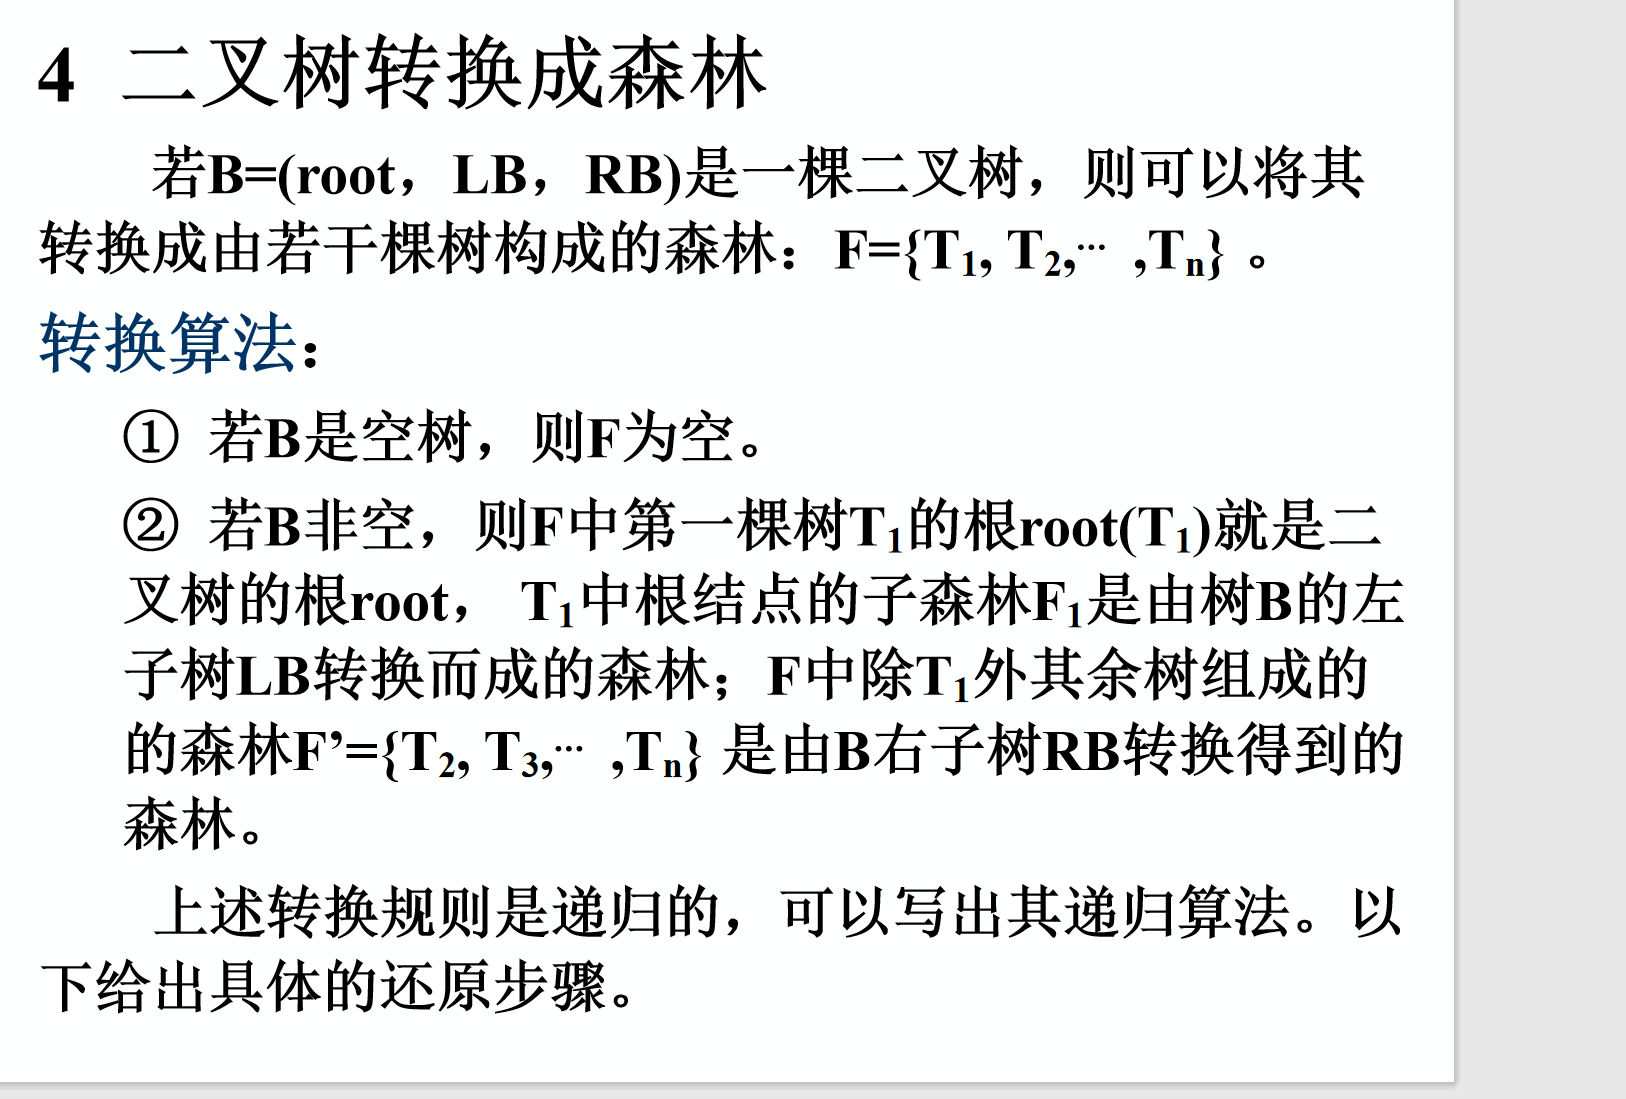 4 二叉树转换成森林
若B=(root，LB，RB)是一棵二叉树，则可以将其
转换成由若干棵树构成的森林：F={T1, T2,⋯ ,Tn} 。
转换算法：
① 若B是空树，则F为空。
② 若B非空，则F中第一棵树T1的根root(T1)就是二
叉树的根root， T1中根结点的子森林F1是由树B的左
子树LB转换而成的森林；F中除T1外其余树组成的
的森林F’={T2, T3,⋯ ,Tn} 是由B右子树RB转换得到的
森林。
上述转换规则是递归的，可以写出其递归算法。以
下给出具体的还原步骤。